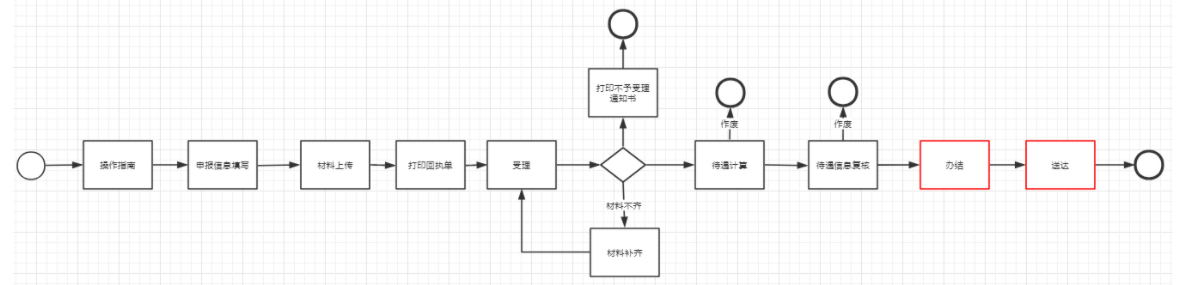 打印不予受理
通知书
作废
作废
操作指南
申报信息填写
材料上传
打印回执单
受理
待遇计算
待遇信息复核
办结
送达
材料不齐
材料补齐